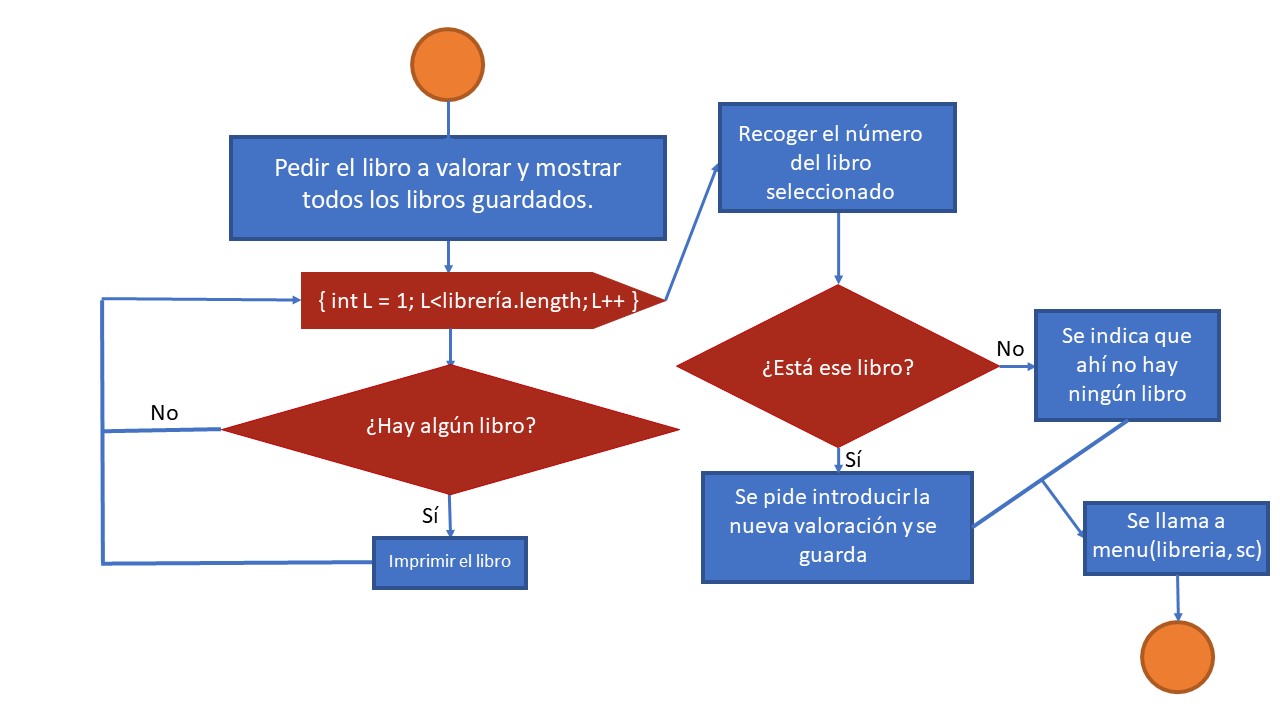 Pedir el libro a valorar y mostrar
todos los libros guardados.
{ int L = 1; L<librería.length; L++ }
¿Hay algún libro?
No
Sí
Imprimir el libro
Recoger el número
del libro
seleccionado
¿Está ese libro?
No
Se indica que
ahí no hay
ningún libro
Sí
Se pide introducir la
nueva valoración y se
guarda
Se llama a
menu(libreria, sc)